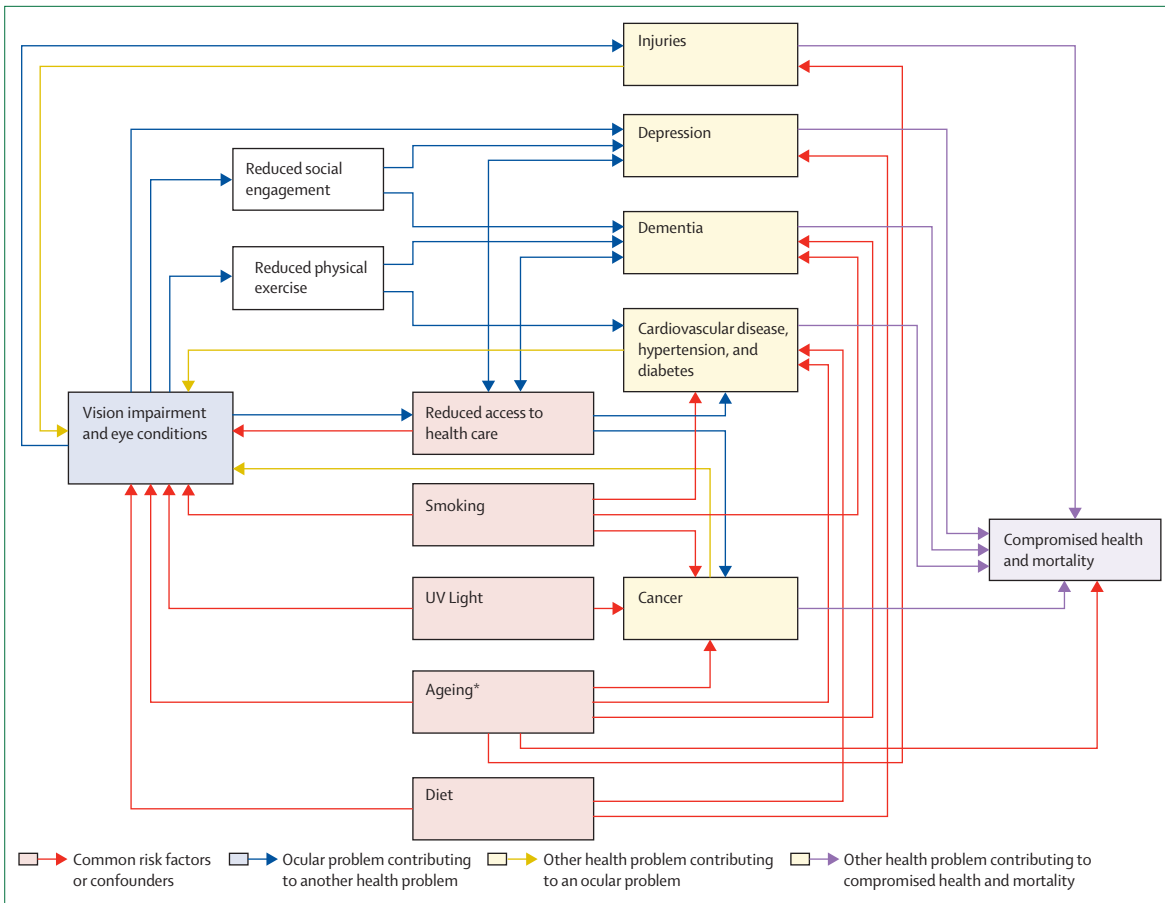 Injuries
Depression
Reduced social
engagement
Dementia
Reduced physical
exercise
Cardiovascular disease,
hypertension, and
diabetes
Vision impairment
and eye conditions
Reduced access to
health care
Smoking
Compromised health
and mortality
UV Light
Cancer
Ageing*
Diet
Common risk factors
or confounders
Ocular problem contributing
to another health problem
Other health problem contributing
to an ocular problem
Other health problem contributing to
compromised health and mortality